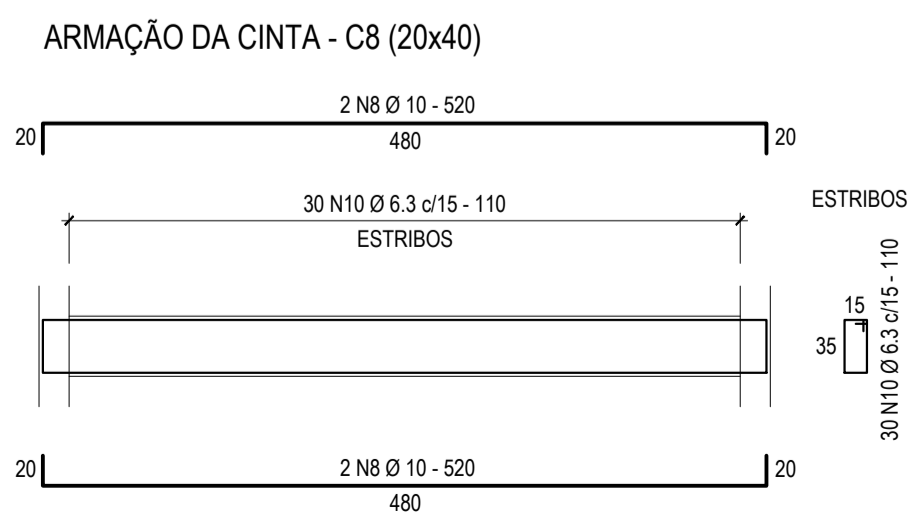 ARMAÇÃO DA CINTA - C8 (20x40)
2 N8 Ø 10 - 520
20
480
20
30 N10 Ø 6.3 c/15 - 110
ESTRIBOS
ESTRIBOS
15
35
30 N10 Ø 6.3 c/15 - 110
20
2 N8 Ø 10 - 520
20
480